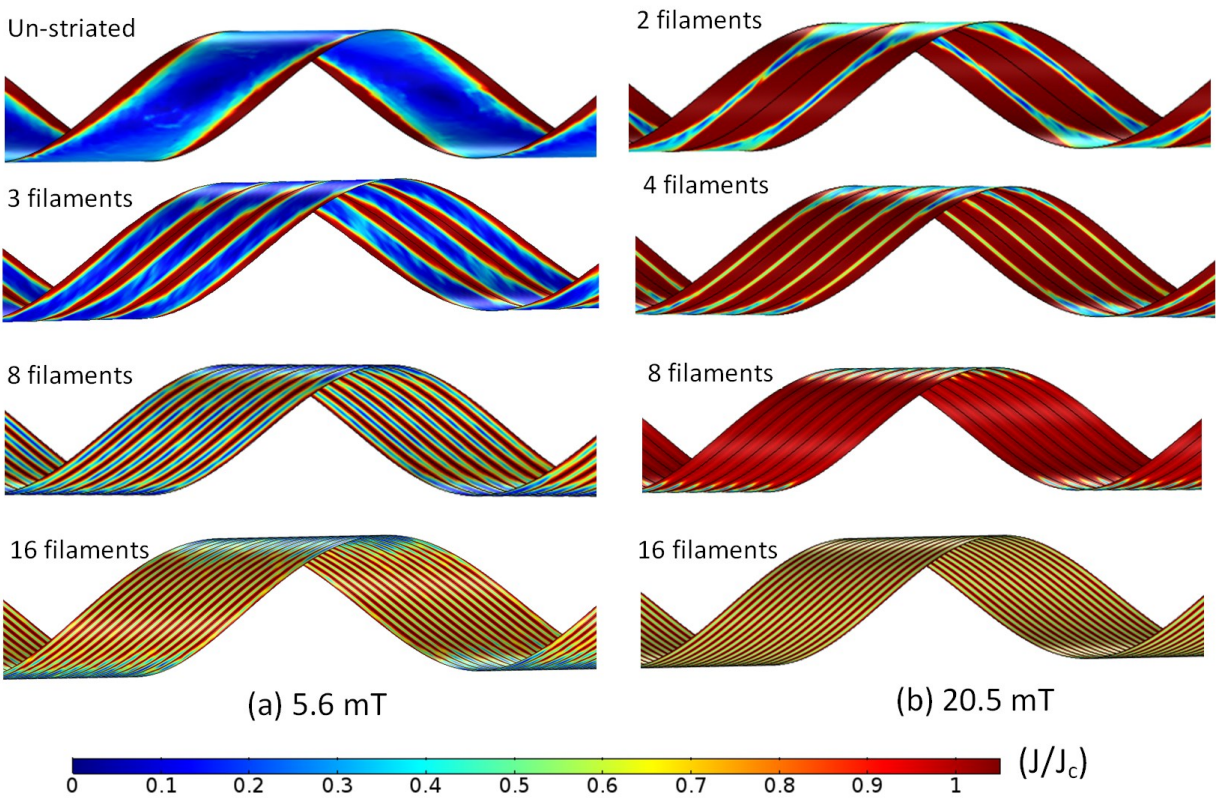 Un-striated
2 filaments
3 filaments
4 filaments
8 filaments
8 filaments
16 filaments
16 filaments
(a) 5.6 mT
(b) 20.5 mT
(J/Jc)
0 0.1 0.2 0.3 0.4 0.5 0.6 0.7 0.8 0.9 1